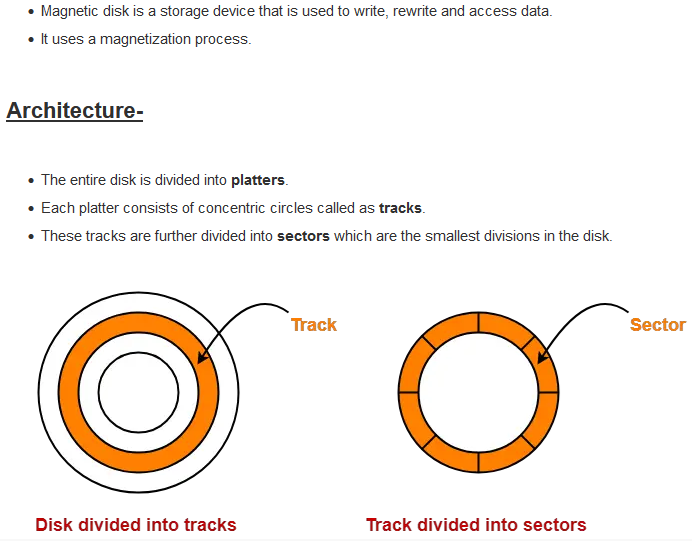 Magnetic disk is a storage device that is used to write, rewrite and access data.
It uses a magnetization process.
Architecture-
The entire disk is divided into platters.
Each platter consists of concentric circles called as tracks.
These tracks are further divided into sectors which are the smallest divisions in the disk.
Track
Sector
Disk divided into tracks
Track divided into sectors